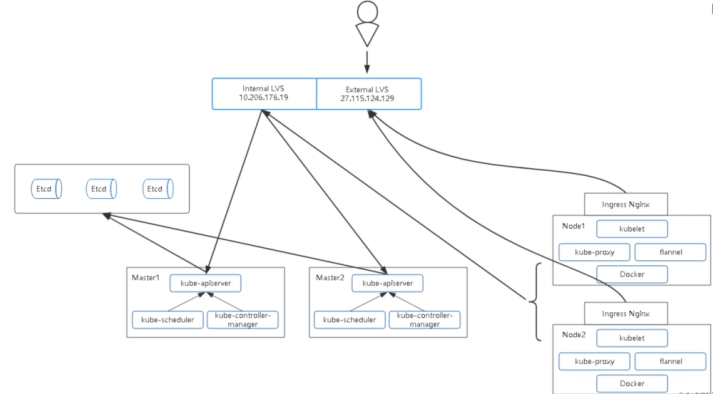 Internal LVS
10.206.176.19
External LVS
27.115.124.129
Etcd
Etcd
Etcd
Ingress Nginx
Node1
kubelet
kube-proxy
flannel
Docker
Master1
kube-apiserver
kube-scheduler
kube-controller-
manager
Master2
kube-apiserver
kube-scheduler
kube-controller-
manager
Ingress Nginx
Node2
kubelet
kube-proxy
flannel
Docker